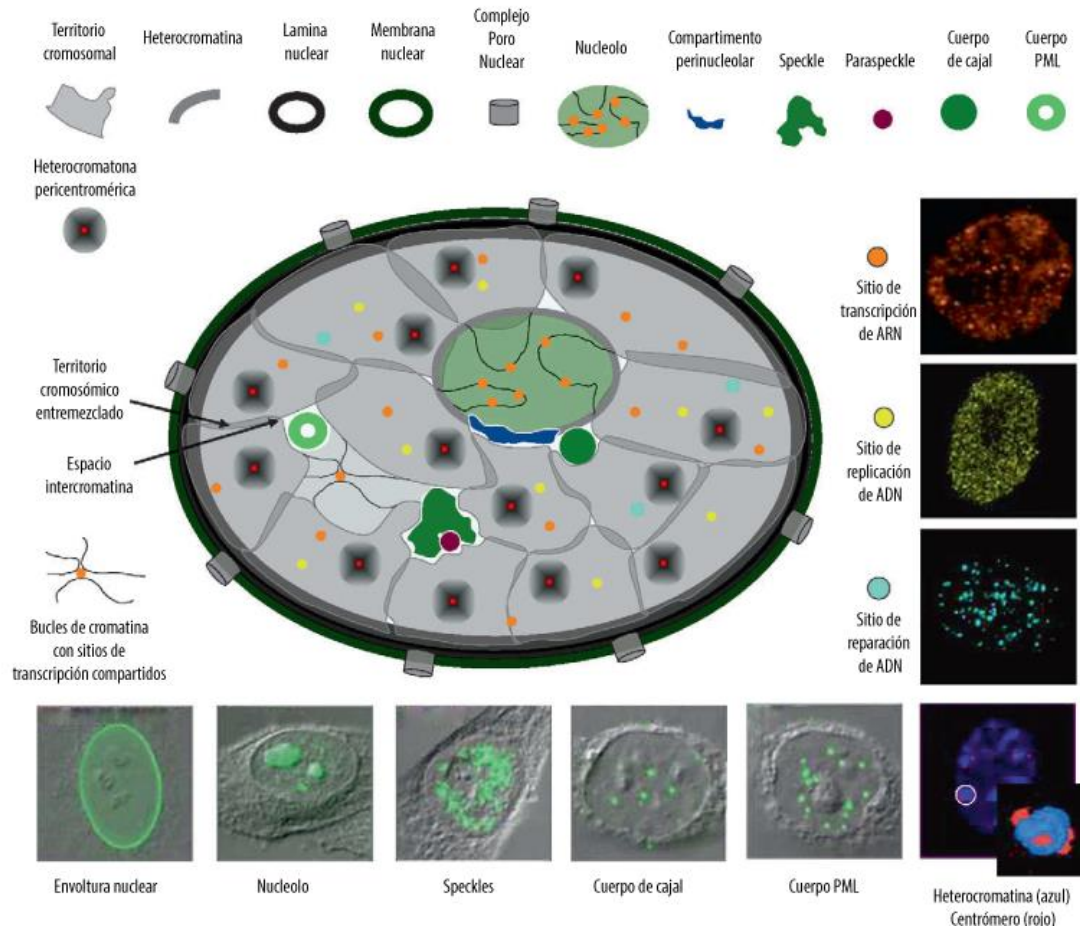 Territorio
cromosomal
Heterocromatina
Lamina
nuclear
Membrana
nuclear
Complejo
Poro
Nuclear
Nucleolo
Compartimento
perinucleolar
Speckle
Paraspeckle
Cuerpo
de cajal
Cuerpo
PML
Heterocromatona
pericentromérica
Territorio
cromosómico
entremezclado
Espacio
intercromatina
Bucles de cromatina
con sitios de
transcripción compartidos
Sitio de
transcripción
de ARN
Sitio de
replicación
de ADN
Sitio de
reparación
de ADN
Envoltura nuclear
Nucleolo
Speckles
Cuerpo de cajal
Cuerpo PML
Heterocromatina (azul)
Centrómero (rojo)